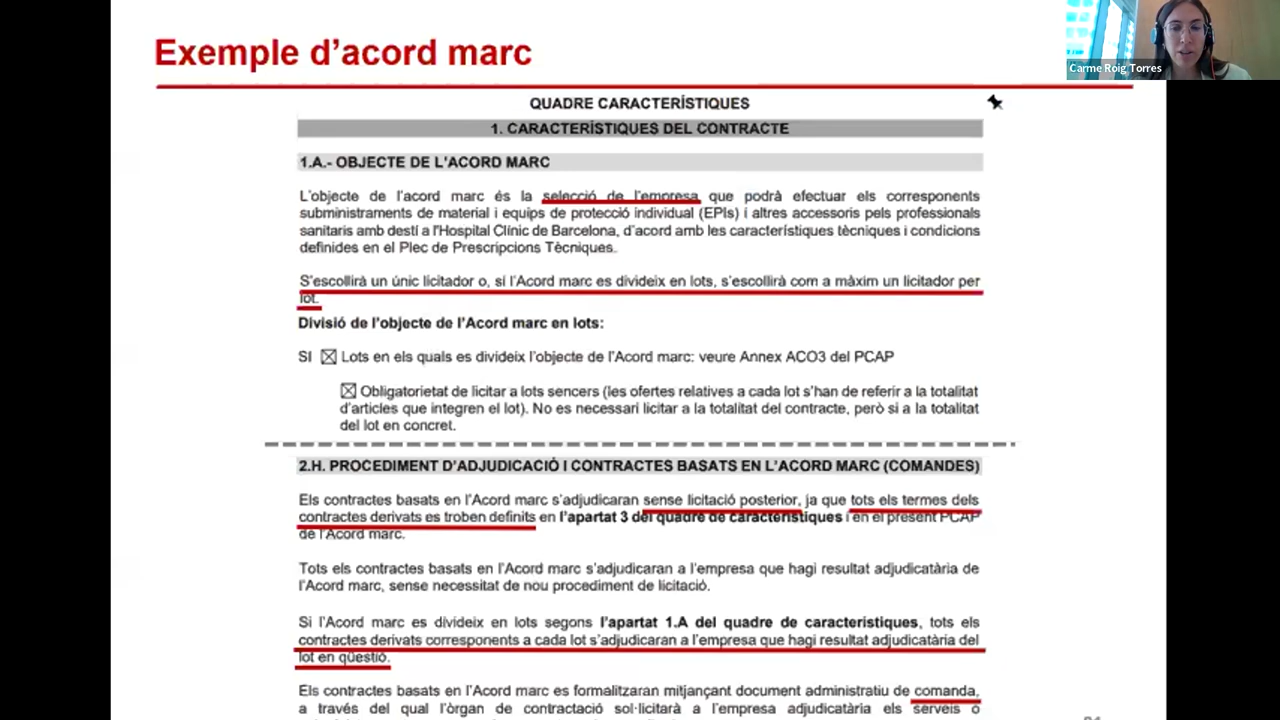 Exemple d'acord marc
Carme Roig Torres
QUADRE CARACTERÍSTIQUES
1. CARACTERÍSTIQUES DEL CONTRACTE
1.A.- OBJECTE DE L'ACORD MARC
L'objecte de l'acord marc és la selecció de l'empresa que podrà efectuar els corresponents
subministraments de material i equips de protecció individual (EPIs) i altres accessoris pels professionals
sanitaris amb destí a l'Hospital Clínic de Barcelona, d'acord amb les característiques tècniques i condicions
definides en el Plec de Prescripcions Tècniques.
S'escollirà un únic licitador o, si l'Acord marc es divideix en lots, s'escollirà com a màxim un licitador per
lot.
Divisió de l'objecte de l'Acord marc en lots:
SI ☒ Lots en els quals es divideix l'objecte de l'Acord marc: veure Annex ACO3 del PCAP
☒ Obligatorietat de licitar a lots sencers (les ofertes relatives a cada lot s'han de referir a la totalitat
d'articles que integren el lot). No es necessari licitar a la totalitat del contracte, però si a la totalitat
del lot en concret.
2.H. PROCEDIMENT D'ADJUDICACIÓ I CONTRACTES BASATS EN L'ACORD MARC (COMANDES)
Els contractes basats en l'Acord marc s'adjudicaran sense licitació posterior, ja que tots els termes dels
contractes derivats es troben definits en l'apartat 3 del quadre de característiques i en el present PCAP
de l'Acord marc.
Tots els contractes basats en l'Acord marc s'adjudicaran a l'empresa que hagi resultat adjudicatària de
l'Acord marc, sense necessitat de nou procediment de licitació.
Si l'Acord marc es divideix en lots segons l'apartat 1.A del quadre de característiques, tots els
contractes derivats corresponents a cada lot s'adjudicaran a l'empresa que hagi resultat adjudicatària del
lot en qüestió.
Els contractes basats en l'Acord marc es formalitzaran mitjançant document administratiu de comanda,
a través del qual l'òrgan de contractació sol·licitarà a l'empresa adjudicatària els serveis o